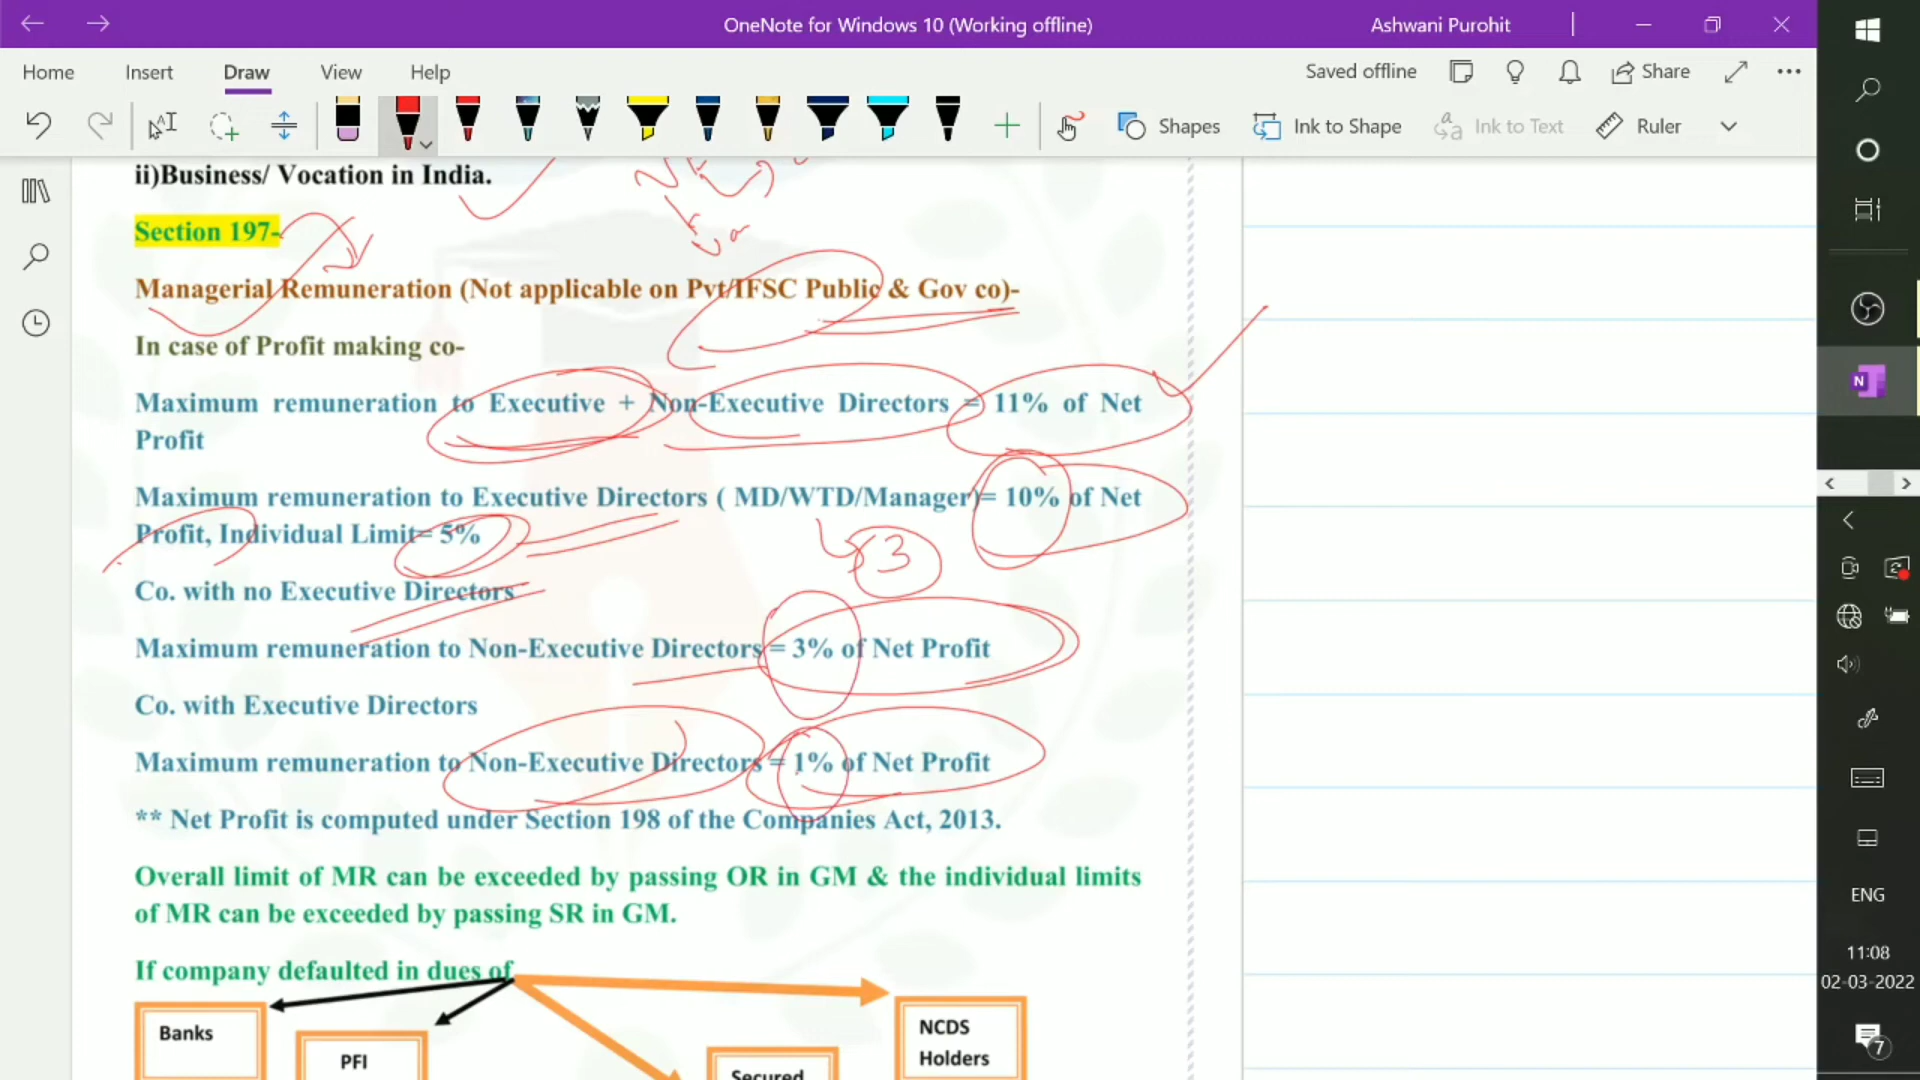 OneNote for Windows 10 (Working offline)
Ashwani Purohit
Home Insert Draw View Help
Saved offline
Share
Shapes
Ink to Shape
Ink to Text
Ruler
ii)Business/ Vocation in India.
Section 197-
Managerial Remuneration (Not applicable on Pvt/IFSC Public & Gov co)-
In case of Profit making co-
Maximum remuneration to Executive + Non-Executive Directors = 11% of Net
Profit
Maximum remuneration to Executive Directors ( MD/WTD/Manager)= 10% of Net
Profit, Individual Limit= 5%
3
Co. with no Executive Directors
Maximum remuneration to Non-Executive Directors = 3% of Net Profit
Co. with Executive Directors
Maximum remuneration to Non-Executive Directors = 1% of Net Profit
** Net Profit is computed under Section 198 of the Companies Act, 2013.
Overall limit of MR can be exceeded by passing OR in GM & the individual limits
of MR can be exceeded by passing SR in GM.
If company defaulted in dues of
Banks
PFI
Secured
NCDS
Holders
N
ENG
11:08
02-03-2022
7